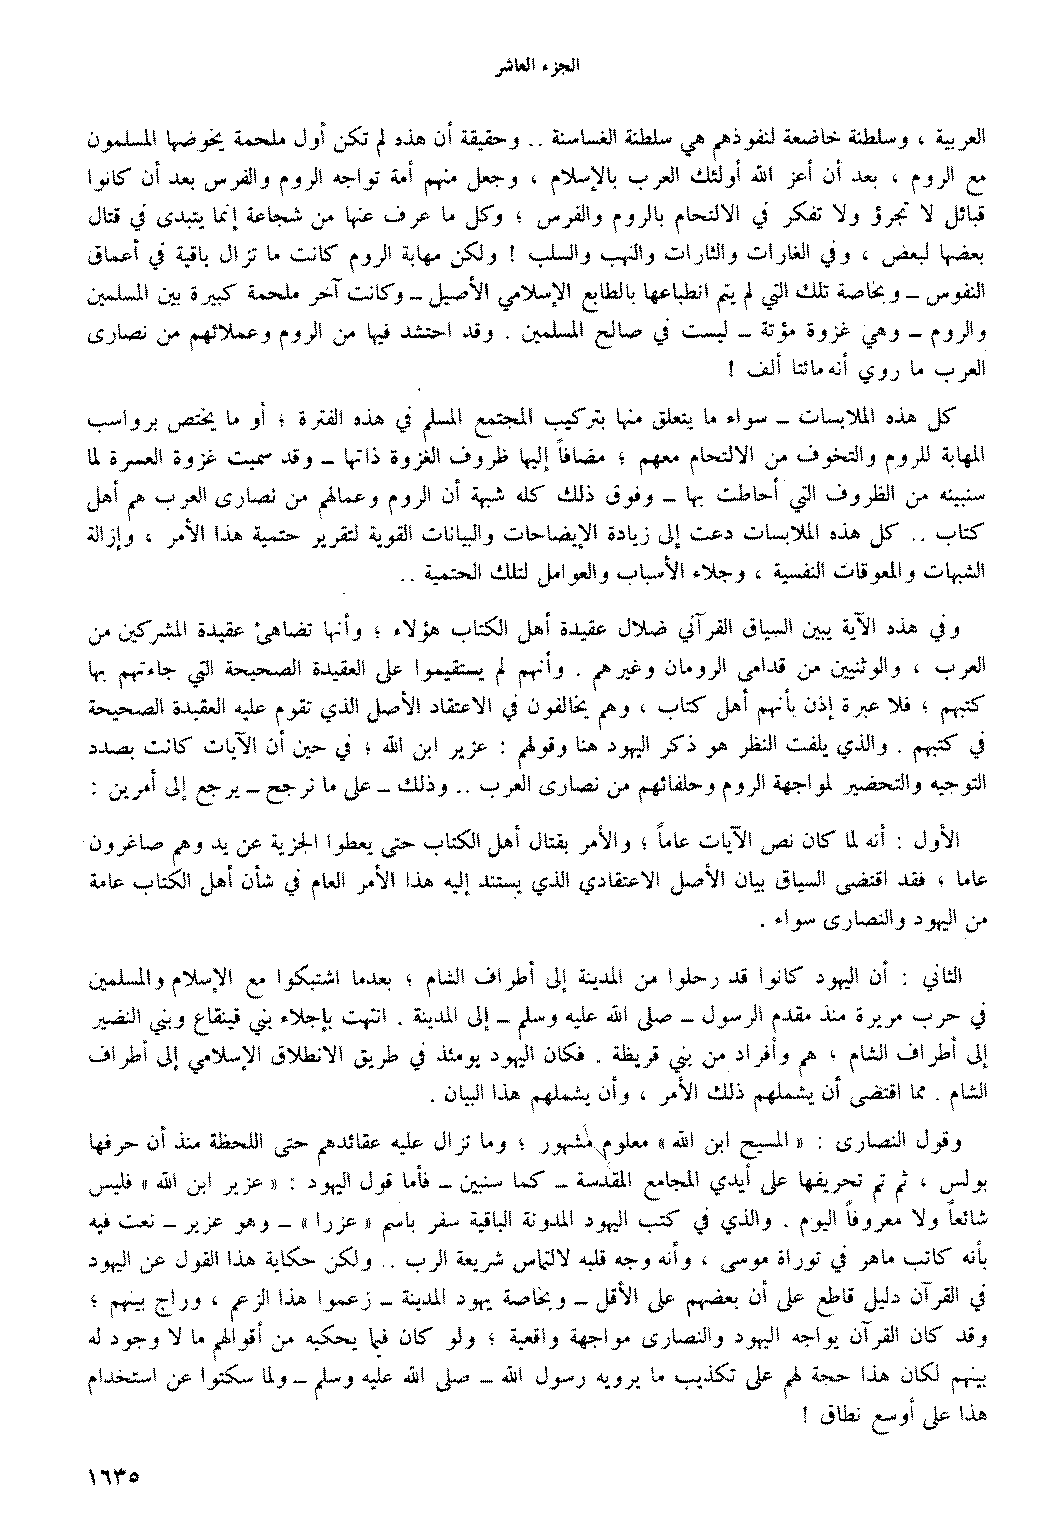 الجزء العاشر
العربية ، وسلطنة خاضعة لنفوذهم هي سلطنة الغساسنة .. وحقيقة أن هذه لم تكن أول ملحمة يخوضها المسلمون
مع الروم ، بعد أن أعز الله أولئك العرب بالإسلام ، وجعل منهم أمة تواجه الروم والفرس بعد أن كانوا
قبائل لا تجرؤ ولا تفكر في الالتحام بالروم والفرس ؛ وكل ما عرف عنها من شجاعة إنما يتبدى في قتال
بعضها لبعض ، وفي الغارات والثارات والنهب والسلب ! ولكن مهابة الروم كانت ما تزال باقية في أعماق
النفوس ــ وبخاصة تلك التي لم يتم انطباعها بالطابع الإسلامي الأصيل ــ وكانت آخر ملحمة كبيرة بين المسلمين
والروم ــ وهي غزوة مؤتة ــ ليست في صالح المسلمين . وقد احتشد فيها من الروم وعملائهم من نصارى
العرب ما روي أنه مائتا ألف !
كل هذه الملابسات ــ سواء ما يتعلق منها بتركيب المجتمع المسلم في هذه الفترة ؛ أو ما يختص برواسب
المهابة للروم والتخوف من الالتحام معهم ؛ مضافاً إليها ظروف الغزوة ذاتها ــ وقد سميت غزوة العسرة لما
سنبينه من الظروف التي أحاطت بها ــ وفوق ذلك كله شبهة أن الروم وعمالهم من نصارى العرب هم أهل
كتاب .. كل هذه الملابسات دعت إلى زيادة الإيضاحات والبيانات القوية لتقرير حتمية هذا الأمر ، وإزالة
الشبهات والمعوقات النفسية ، وجلاء الأسباب والعوامل لتلك الحتمية ..
وفي هذه الآية يبين السياق القرآني ضلال عقيدة أهل الكتاب هؤلاء ؛ وأنها تضاهئ عقيدة المشركين من
العرب ، والوثنيين من قدامى الرومان وغيرهم . وأنهم لم يستقيموا على العقيدة الصحيحة التي جاءتهم بها
كتبهم ؛ فلا عبرة إذن بأنهم أهل كتاب ، وهم يخالفون في الاعتقاد الأصل الذي تقوم عليه العقيدة الصحيحة
في كتبهم . والذي يلفت النظر هو ذكر اليهود هنا وقولهم : عزير ابن الله ؛ في حين أن الآيات كانت بصدد
التوجيه والتحضير لمواجهة الروم وحلفائهم من نصارى العرب .. وذلك ــ على ما نرجح ــ يرجع إلى أمرين :
الأول : أنه لما كان نص الآيات عاماً ؛ والأمر بقتال أهل الكتاب حتى يعطوا الجزية عن يد وهم صاغرون
عاما ؛ فقد اقتضى السياق بيان الأصل الاعتقادي الذي يستند إليه هذا الأمر العام في شأن أهل الكتاب عامة
من اليهود والنصارى سواء .
الثاني : أن اليهود كانوا قد رحلوا من المدينة إلى أطراف الشام ؛ بعدما اشتبكوا مع الإسلام والمسلمين
في حرب مريرة منذ مقدم الرسول ــ صلى الله عليه وسلم ــ إلى المدينة . انتهت بإجلاء بني قينقاع وبني النضير
إلى أطراف الشام ؛ هم وأفراد من بني قريظة . فكان اليهود يومئذ في طريق الانطلاق الإسلامي إلى أطراف
الشام . مما اقتضى أن يشملهم ذلك الأمر ، وأن يشملهم هذا البيان .
وقول النصارى : « المسيح ابن الله » معلوم مشهور ؛ وما تزال عليه عقائدهم حتى اللحظة منذ أن حرفها
بولس ، ثم تم تحريفها على أيدي المجامع المقدسة ــ كما سنبين ــ فأما قول اليهود : « عزير ابن الله » فليس
شائعاً ولا معروفاً اليوم . والذي في كتب اليهود المدونة الباقية سفر باسم « عزرا » ــ وهو عزير ــ نعت فيه
بأنه كاتب ماهر في توراة موسى ، وأنه وجه قلبه لالتماس شريعة الرب .. ولكن حكاية هذا القول عن اليهود
في القرآن دليل قاطع على أن بعضهم على الأقل ــ وبخاصة يهود المدينة ــ زعموا هذا الزعم ، وراج بينهم ؛
وقد كان القرآن يواجه اليهود والنصارى مواجهة واقعية ؛ ولو كان فيما يحكيه من أقوالهم ما لا وجود له
بينهم لكان هذا حجة لهم على تكذيب ما يرويه رسول الله ــ صلى الله عليه وسلم ــ ولما سكتوا عن استخدام
هذا على أوسع نطاق !
١٦٣٥